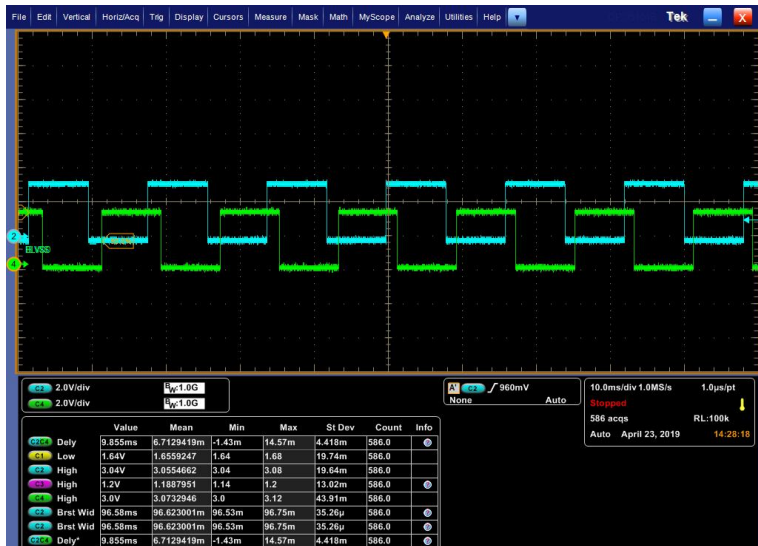 File Edit Vertical Horiz/Acq Trig Display Cursors Measure Mask Math MyScope Analyze Utilities Help Tek X
2
ELVSS
4
C2 2.0V/div BW:1.0G
C4 2.0V/div BW:1.0G
A' C2 960mV
None Auto
10.0ms/div 1.0MS/s 1.0µs/pt
Stopped
586 acqs RL:100k
Auto April 23, 2019 14:28:18
Value Mean Min Max St Dev Count Info
C2C4 Dely 9.855ms 6.7129419m -1.43m 14.57m 4.418m 586.0
C1 Low 1.64V 1.6559247 1.64 1.68 19.74m 586.0
C2 High 3.04V 3.0554662 3.04 3.08 19.64m 586.0
C3 High 1.2V 1.1887951 1.14 1.2 13.02m 586.0
C4 High 3.0V 3.0732946 3.0 3.12 43.91m 586.0
C2 Brst Wid 96.58ms 96.623001m 96.53m 96.75m 35.26µ 586.0
C2 Brst Wid 96.58ms 96.623001m 96.53m 96.75m 35.26µ 586.0
C2C4 Dely* 9.855ms 6.7129419m -1.43m 14.57m 4.418m 586.0